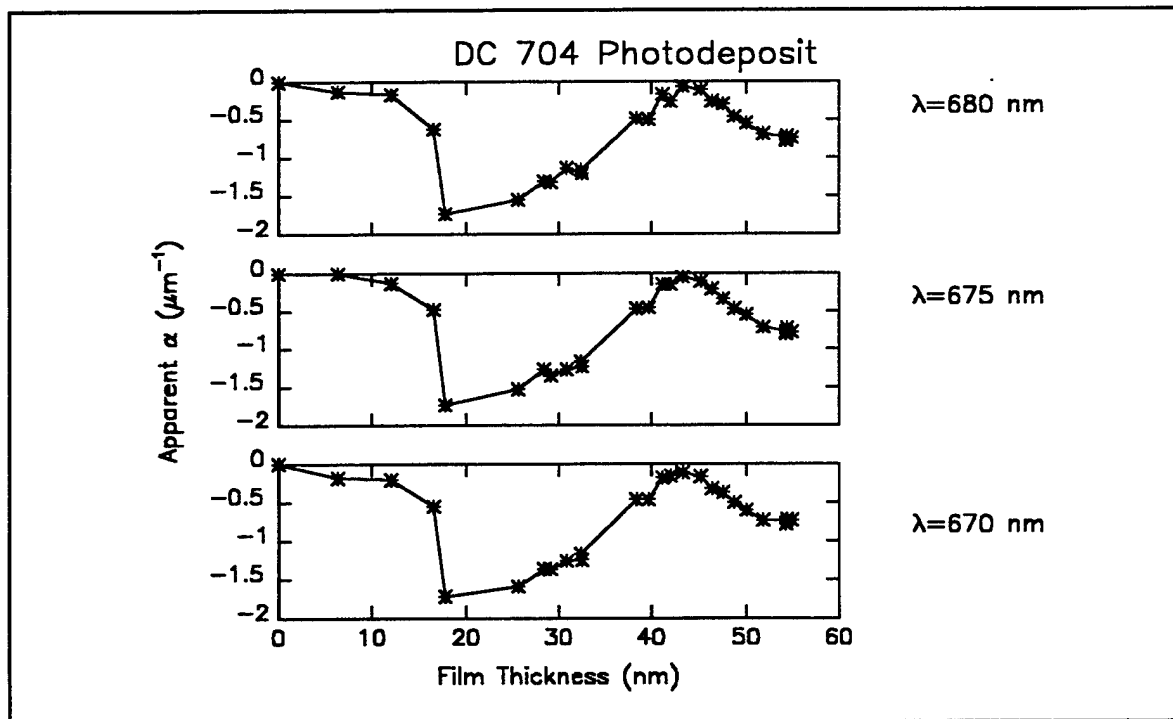 DC 704 Photodeposit
0
-0.5
-1
-1.5
-2
λ=680 nm
0
-0.5
-1
-1.5
-2
λ=675 nm
Apparent α (μm⁻¹)
0
-0.5
-1
-1.5
-2
λ=670 nm
0 10 20 30 40 50 60
Film Thickness (nm)